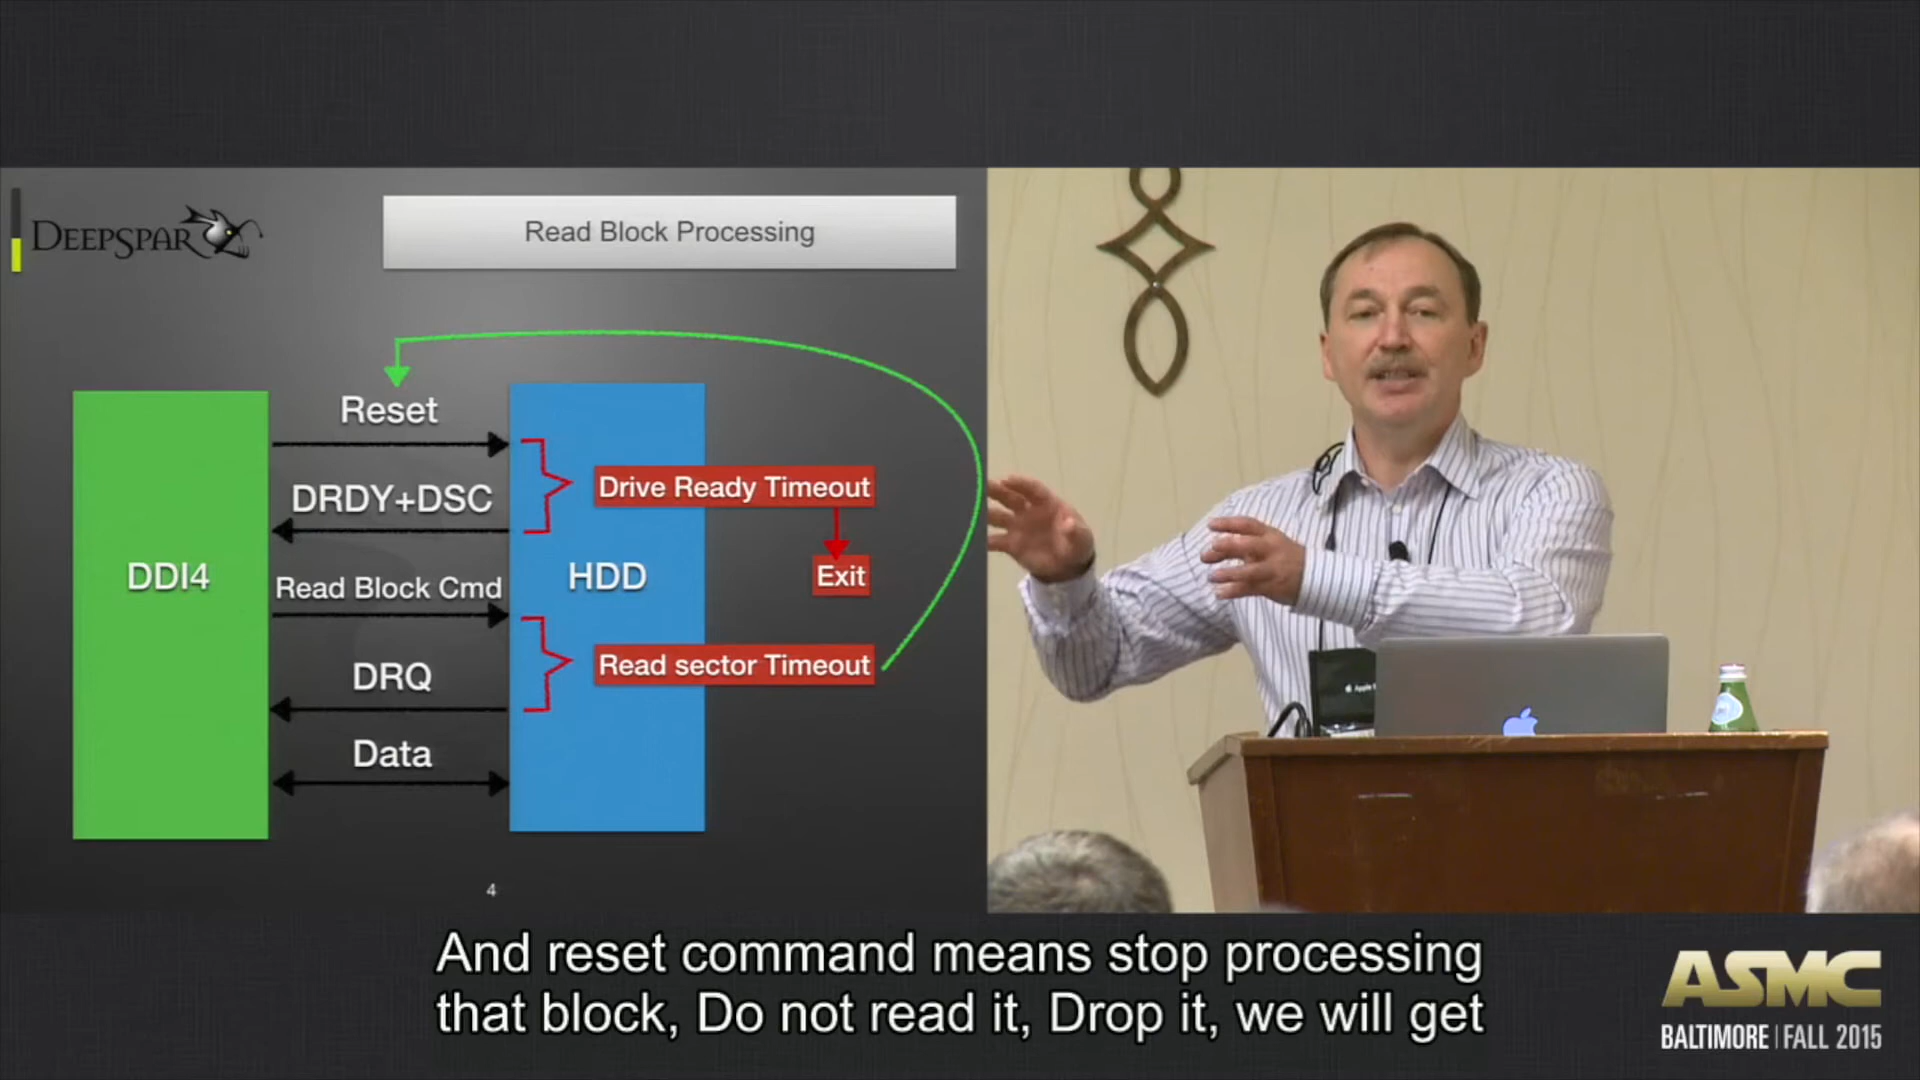 DEEPSPAR
Read Block Processing
Reset
Drive Ready Timeout
DRDY+DSC
DDI4
HDD
Exit
Read Block Cmd
Read sector Timeout
DRQ
Data
4
And reset command means stop processing
that block, Do not read it, Drop it, we will get
ASMC
BALTIMORE | FALL 2015